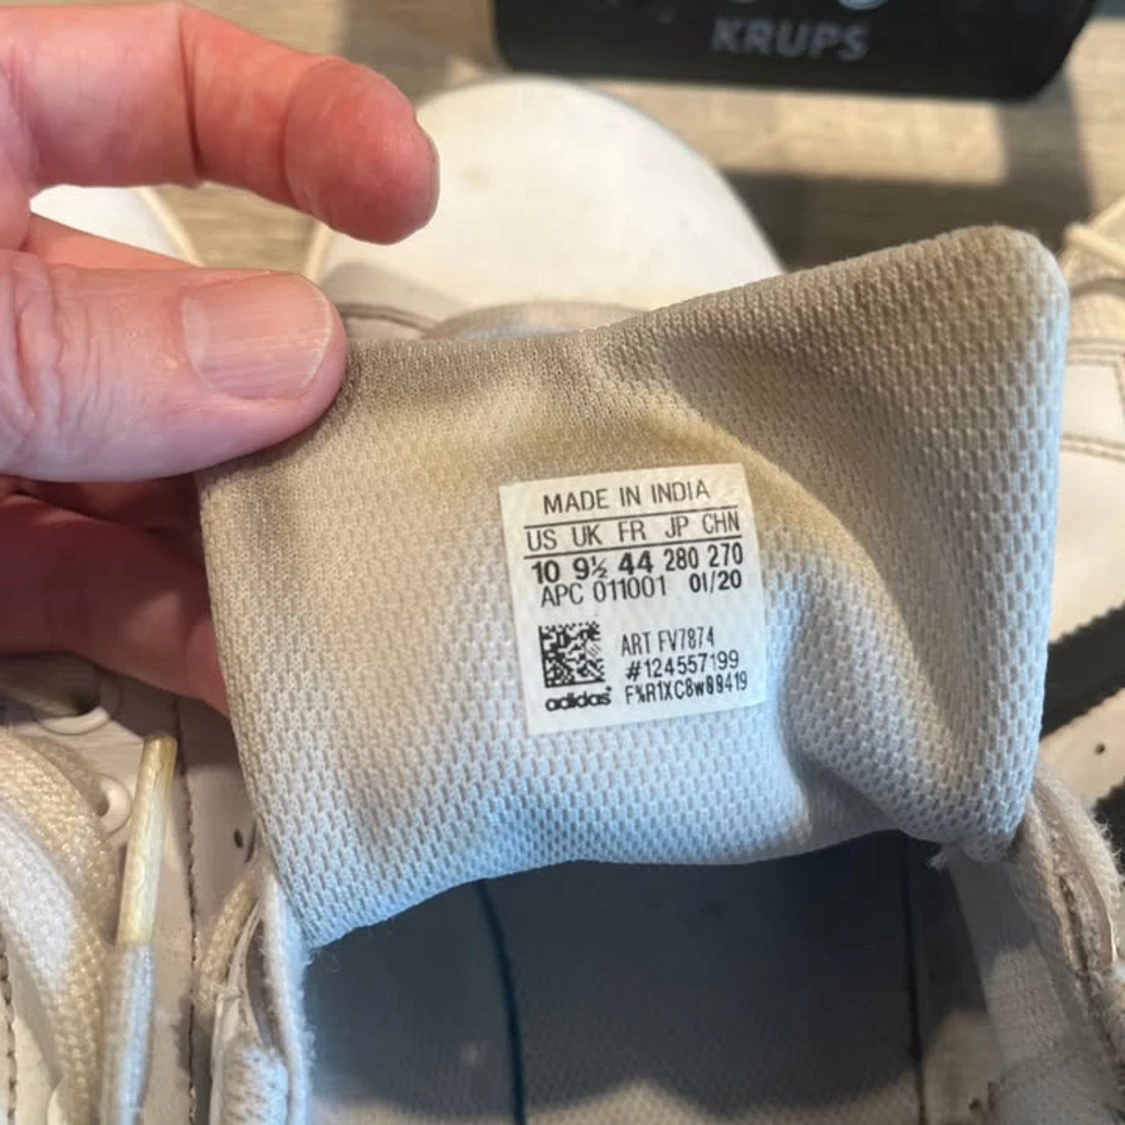 KRUPS
MADE IN INDIA
US UK FR JP CHN
10 9½ 44 280 270
APC 011001 01/20
ART FV7874
#124557199
adidas